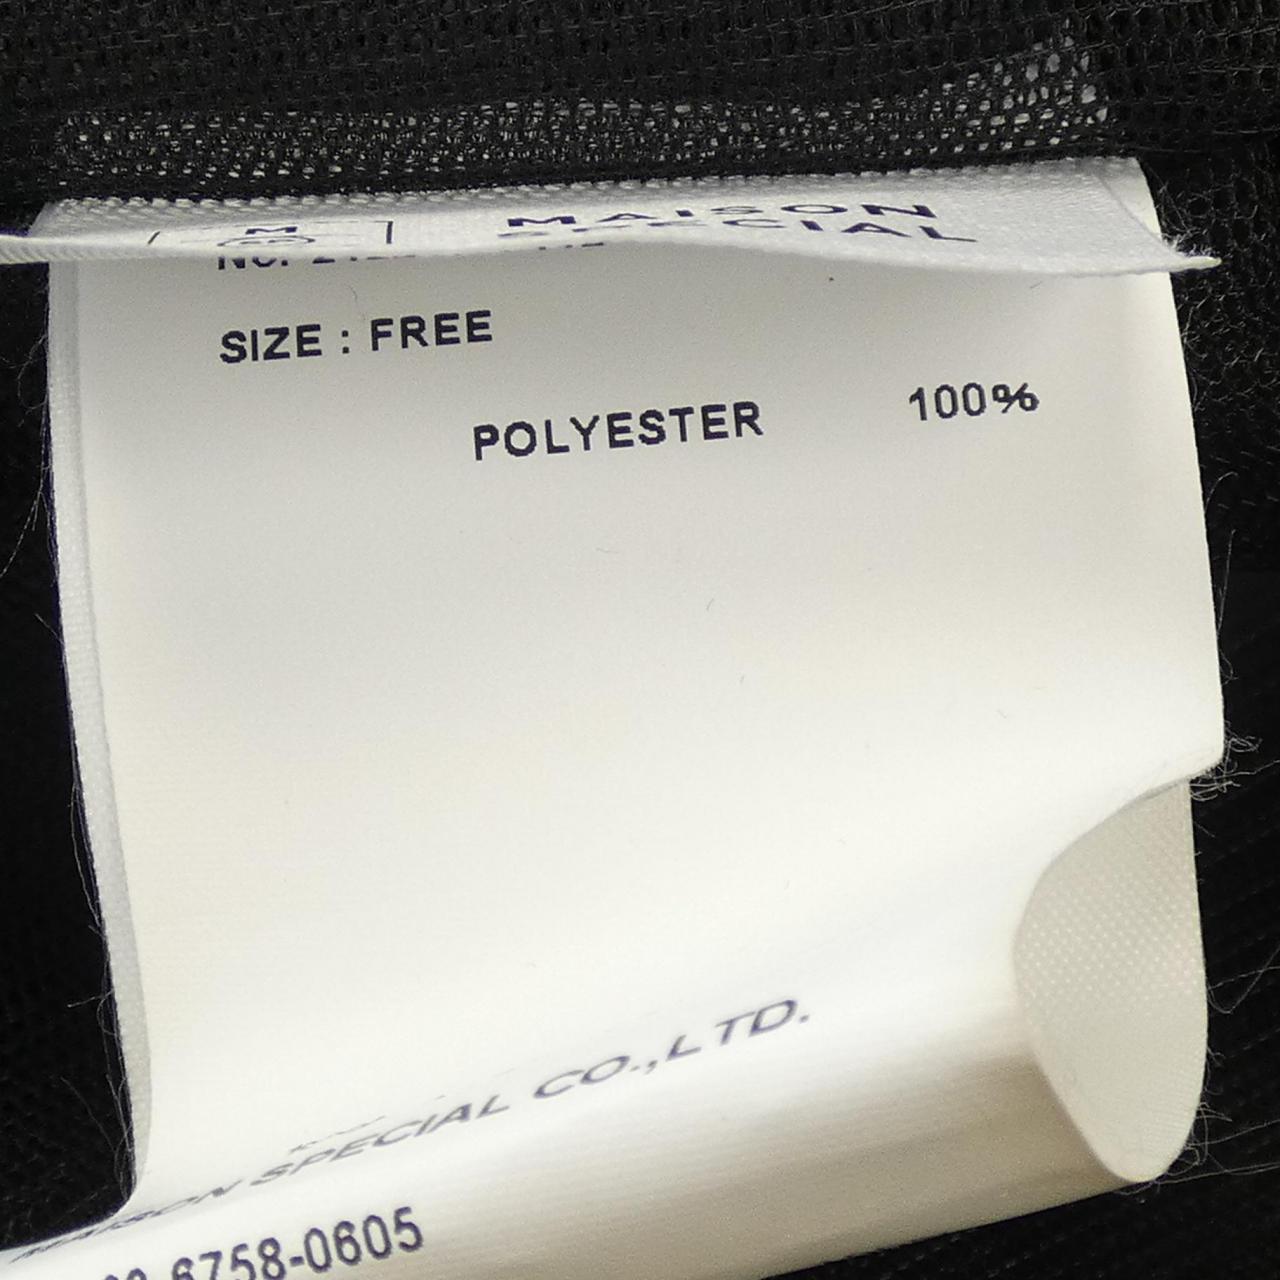 MAISON
SPECIAL
SIZE : FREE
POLYESTER 100%
MAISON SPECIAL CO.,LTD.
6758-0605